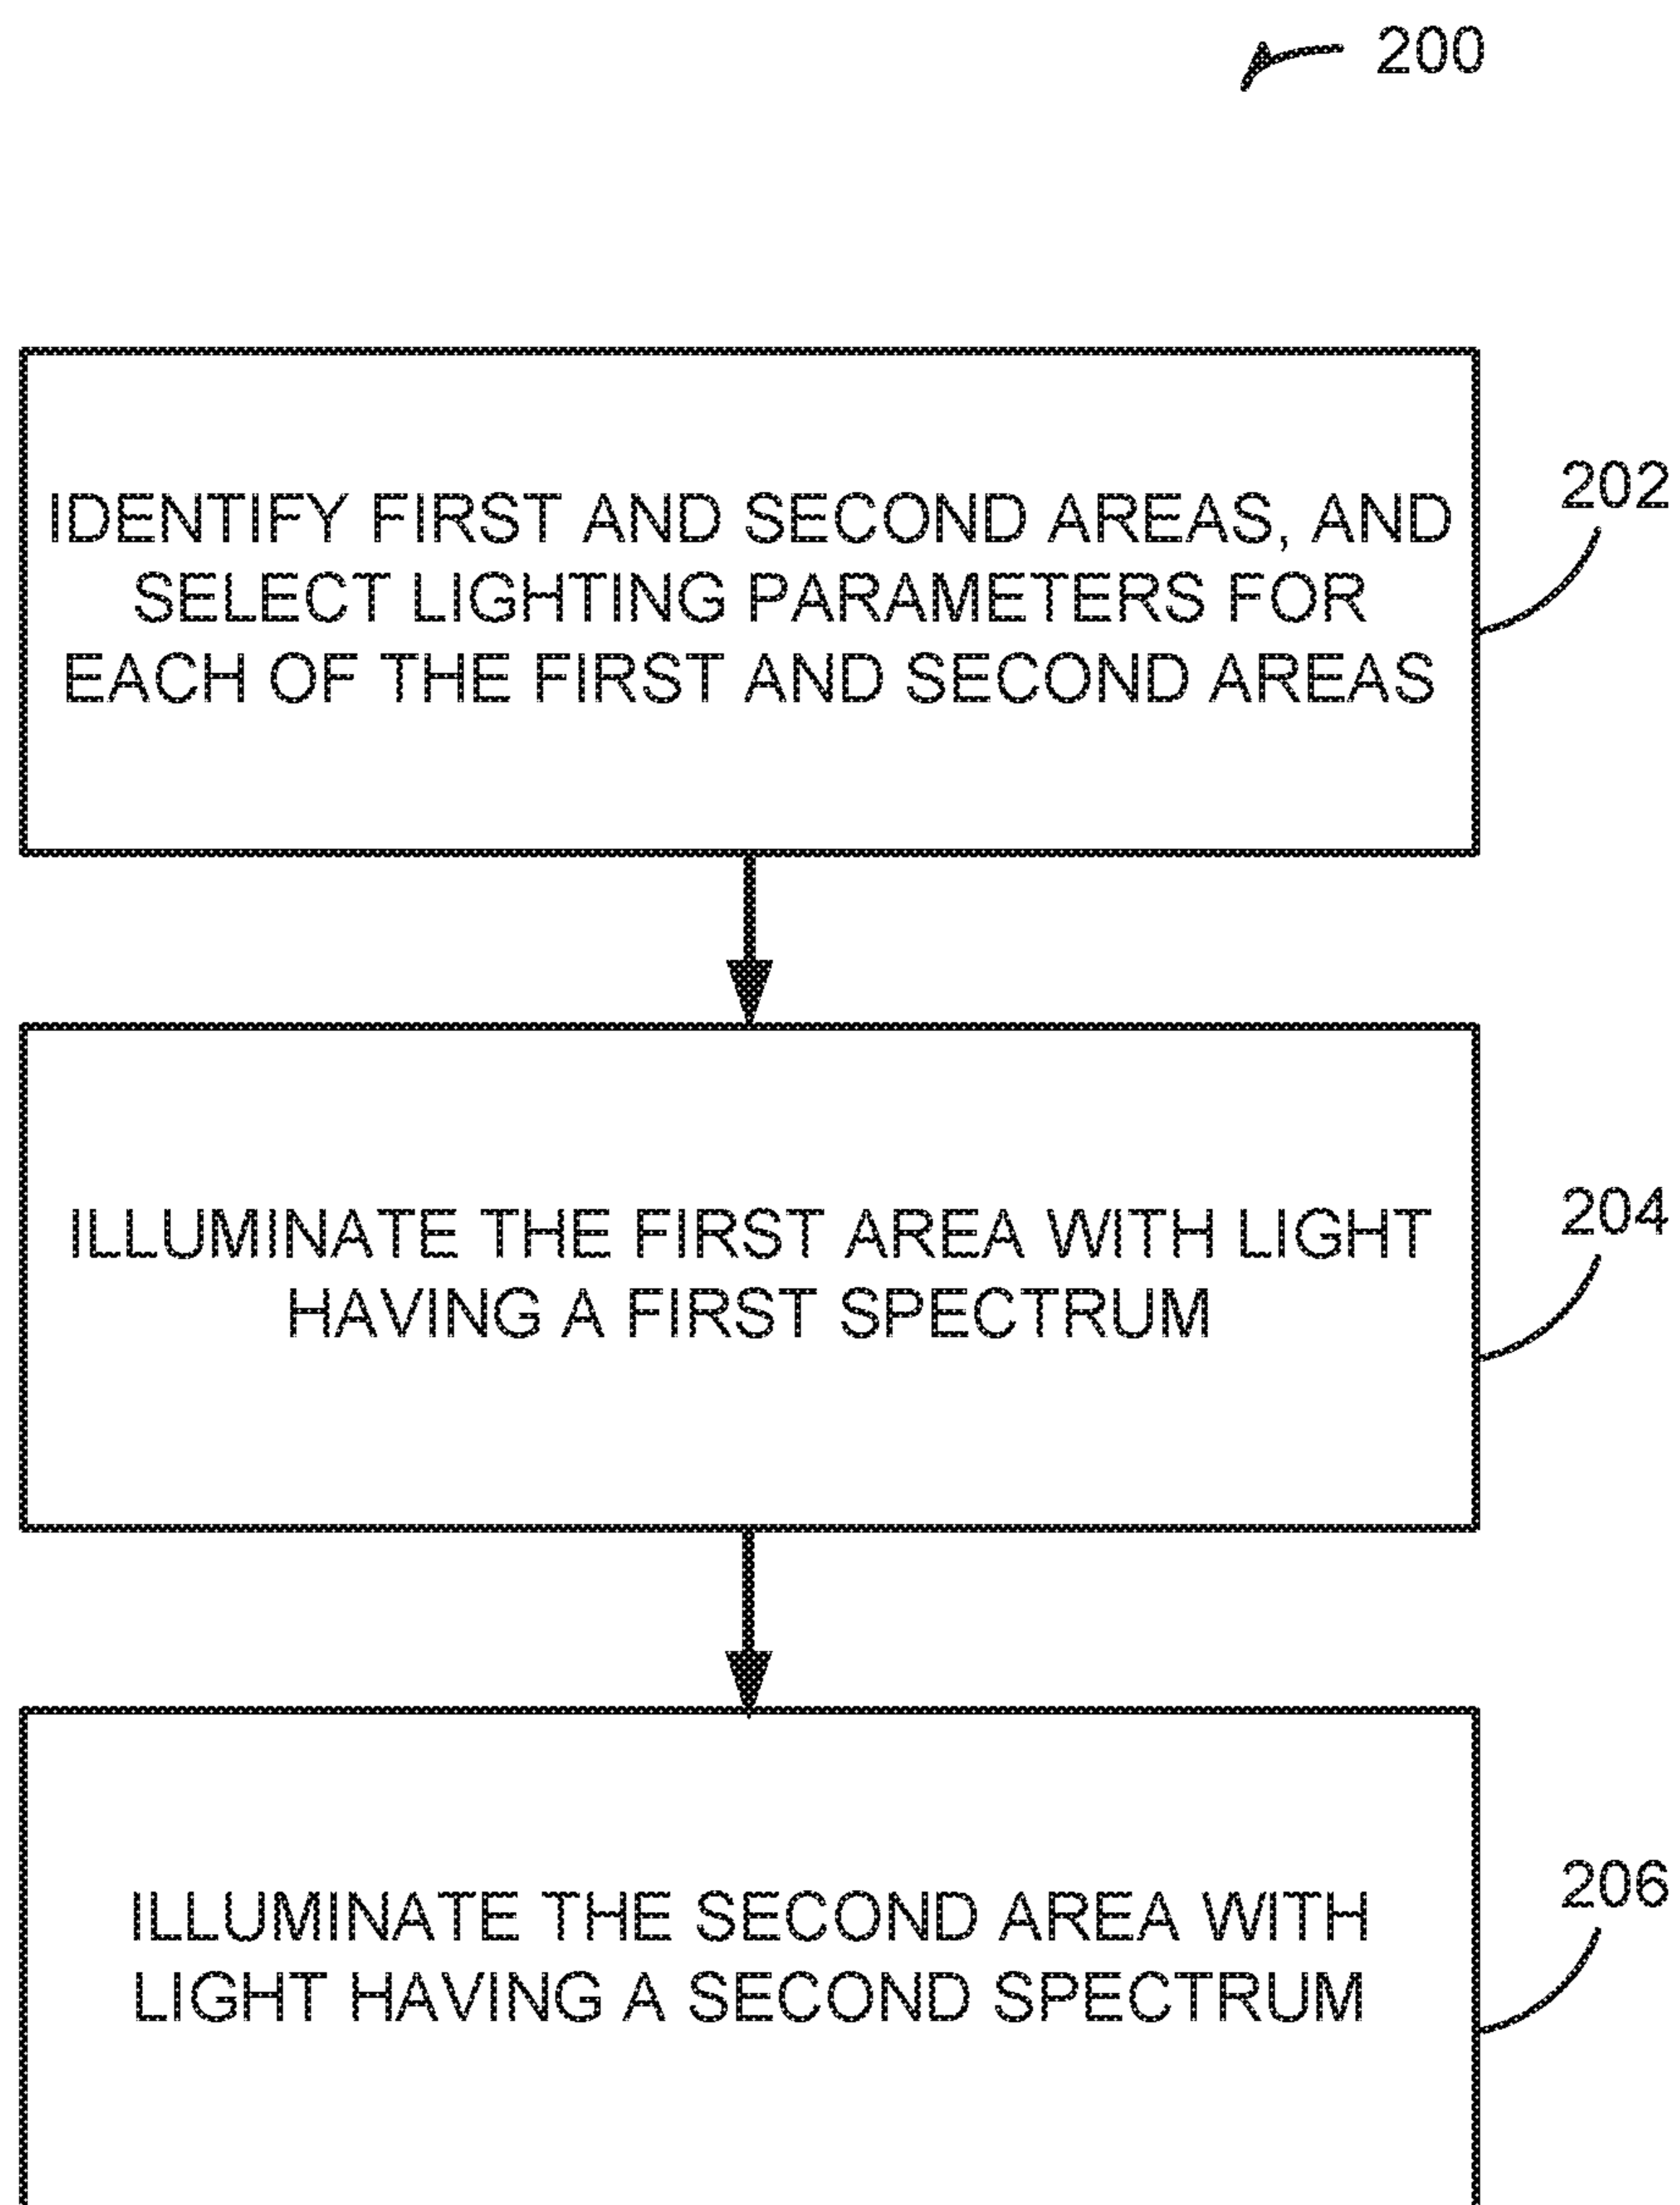 200
IDENTIFY FIRST AND SECOND AREAS, AND
SELECT LIGHTING PARAMETERS FOR
EACH OF THE FIRST AND SECOND AREAS
202
ILLUMINATE THE FIRST AREA WITH LIGHT
HAVING A FIRST SPECTRUM
204
ILLUMINATE THE SECOND AREA WITH
LIGHT HAVING A SECOND SPECTRUM
206